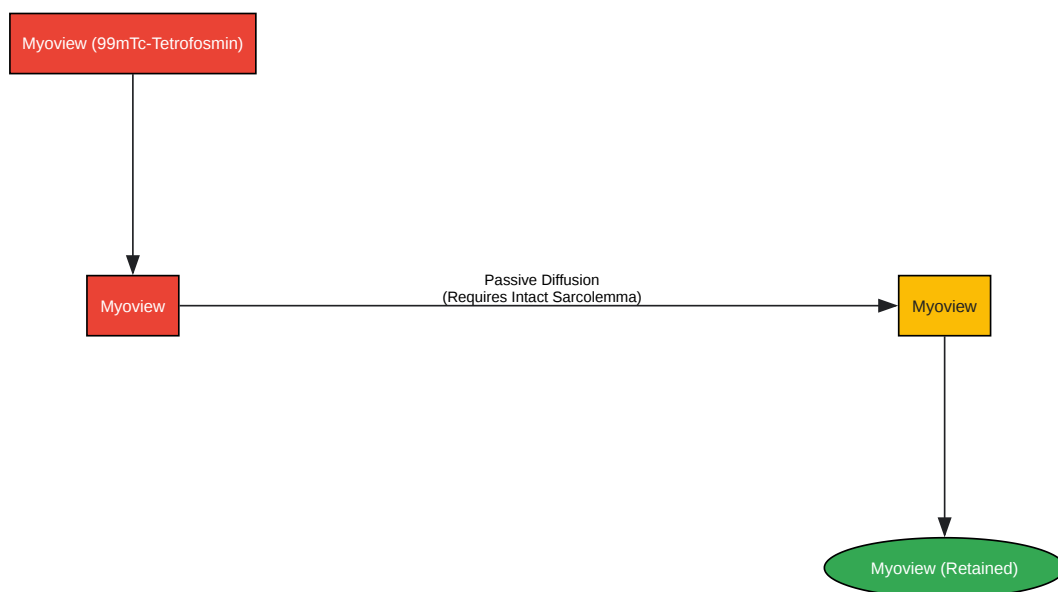 Myoview (99mTc-Tetrofosmin)
Passive Diffusion
(Requires Intact Sarcolemma)
Myoview
Myoview
Myoview (Retained)